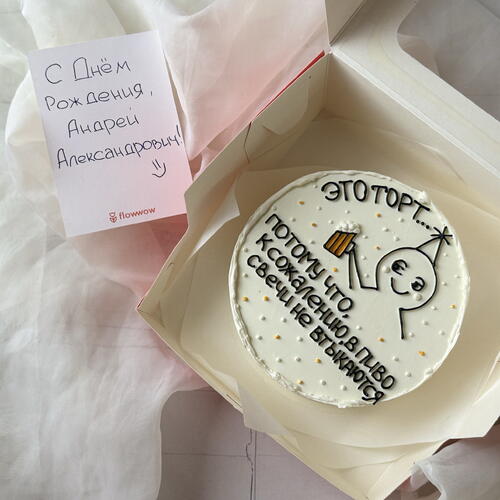 С Днём
Рождения,
Андрей
Александрович!
flowwow
ЭТО ТОРТ...
ПОТОМУ ЧТО,
К СОЖАЛЕНИЮ, В ПИВО
СВЕЧИ НЕ ВТЫКАЮТСЯ